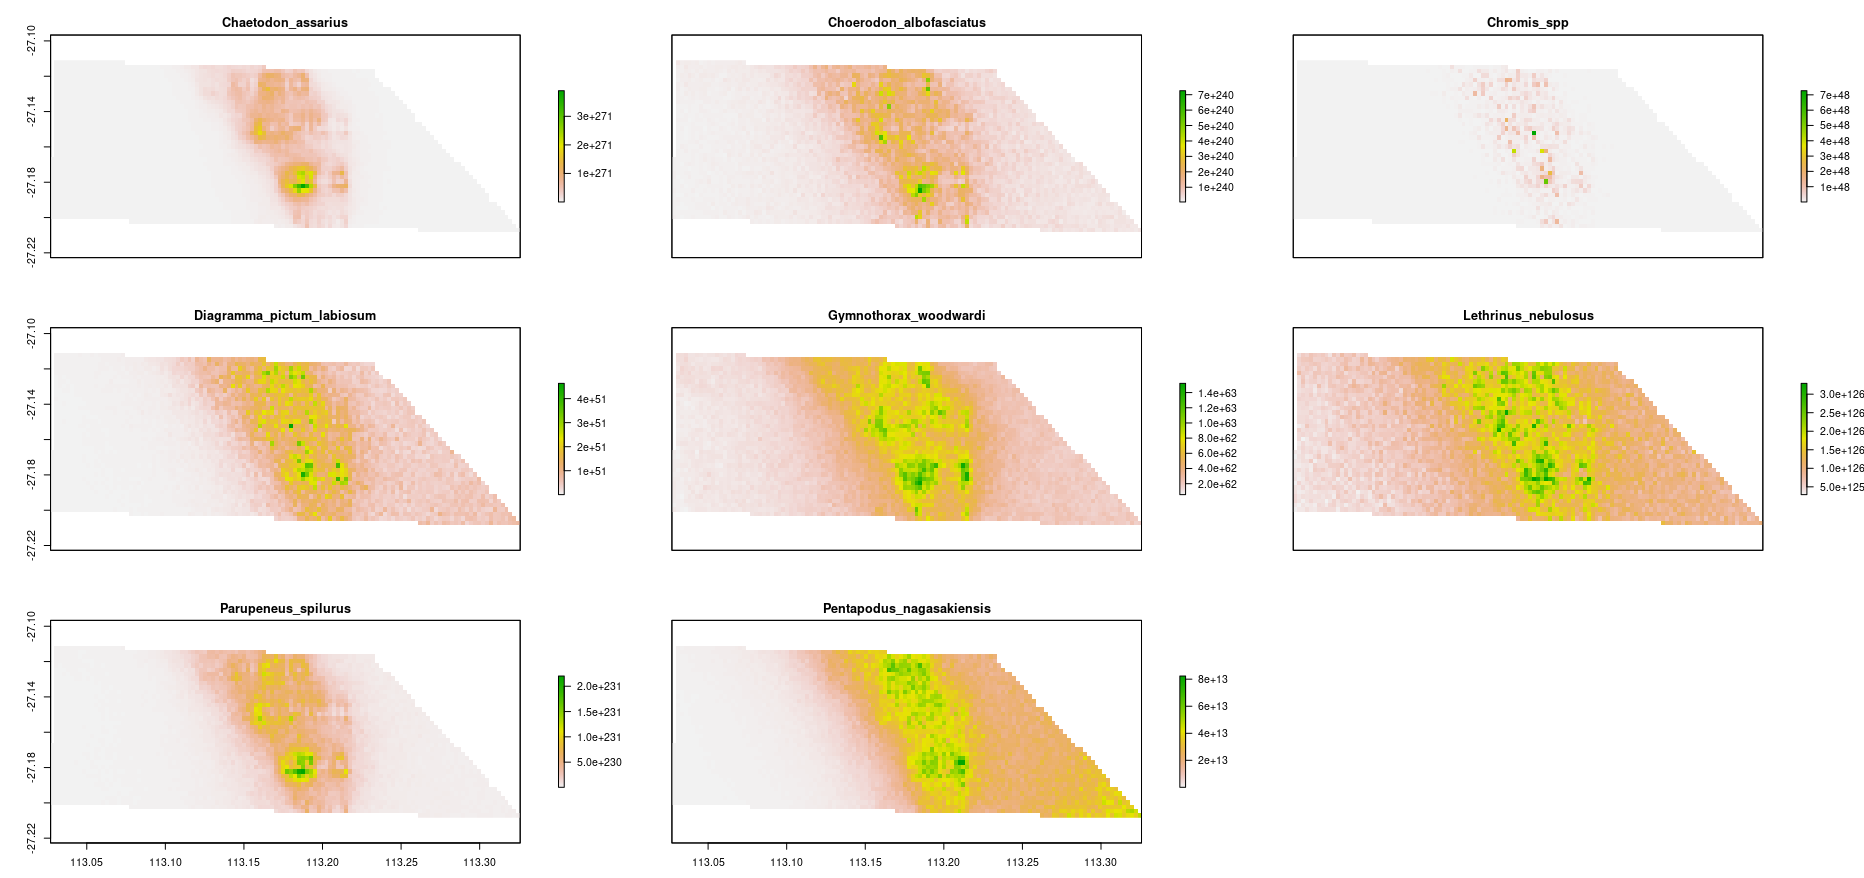 Chaetodon_assarius
Choerodon_albofasciatus
Chromis_spp
-27.10
-27.14
-27.18
-27.22
3e+271
2e+271
1e+271
7e+240
6e+240
5e+240
4e+240
3e+240
2e+240
1e+240
7e+48
6e+48
5e+48
4e+48
3e+48
2e+48
1e+48
Diagramma_pictum_labiosum
Gymnothorax_woodwardi
Lethrinus_nebulosus
-27.10
-27.14
-27.18
-27.22
4e+51
3e+51
2e+51
1e+51
1.4e+63
1.2e+63
1.0e+63
8.0e+62
6.0e+62
4.0e+62
2.0e+62
3.0e+126
2.5e+126
2.0e+126
1.5e+126
1.0e+126
5.0e+125
Parupeneus_spilurus
Pentapodus_nagasakiensis
-27.10
-27.14
-27.18
-27.22
2.0e+231
1.5e+231
1.0e+231
5.0e+230
8e+13
6e+13
4e+13
2e+13
113.05 113.10 113.15 113.20 113.25 113.30
113.05 113.10 113.15 113.20 113.25 113.30